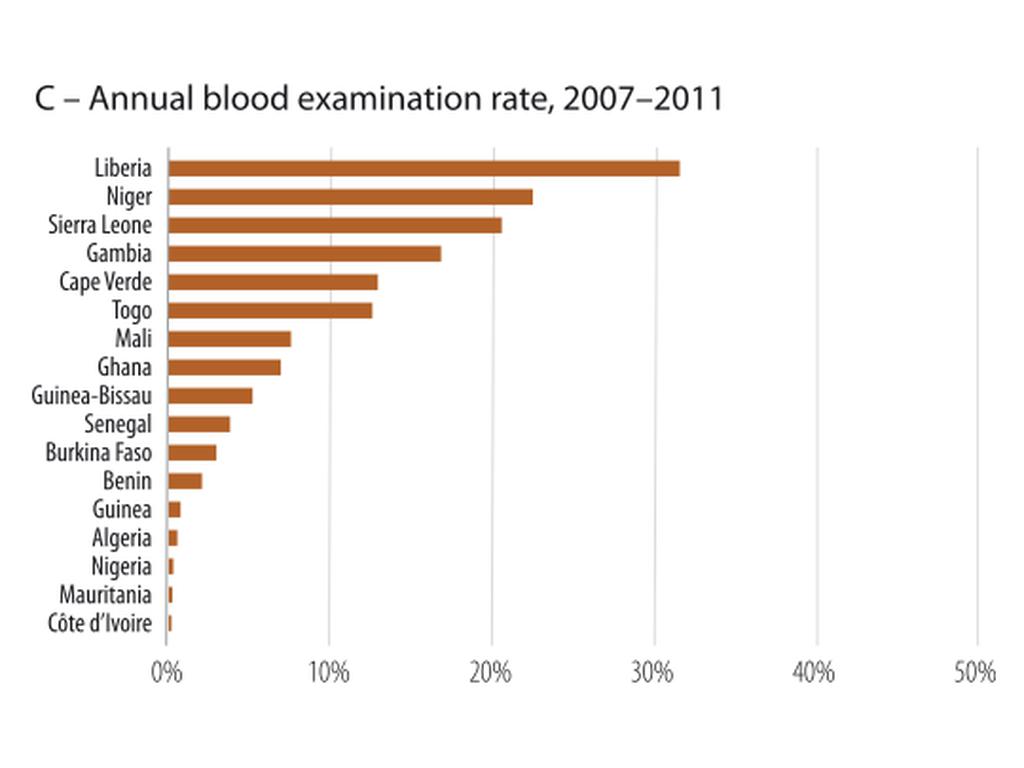 C – Annual blood examination rate, 2007–2011
Liberia
Niger
Sierra Leone
Gambia
Cape Verde
Togo
Mali
Ghana
Guinea-Bissau
Senegal
Burkina Faso
Benin
Guinea
Algeria
Nigeria
Mauritania
Côte d’Ivoire
0% 10% 20% 30% 40% 50%